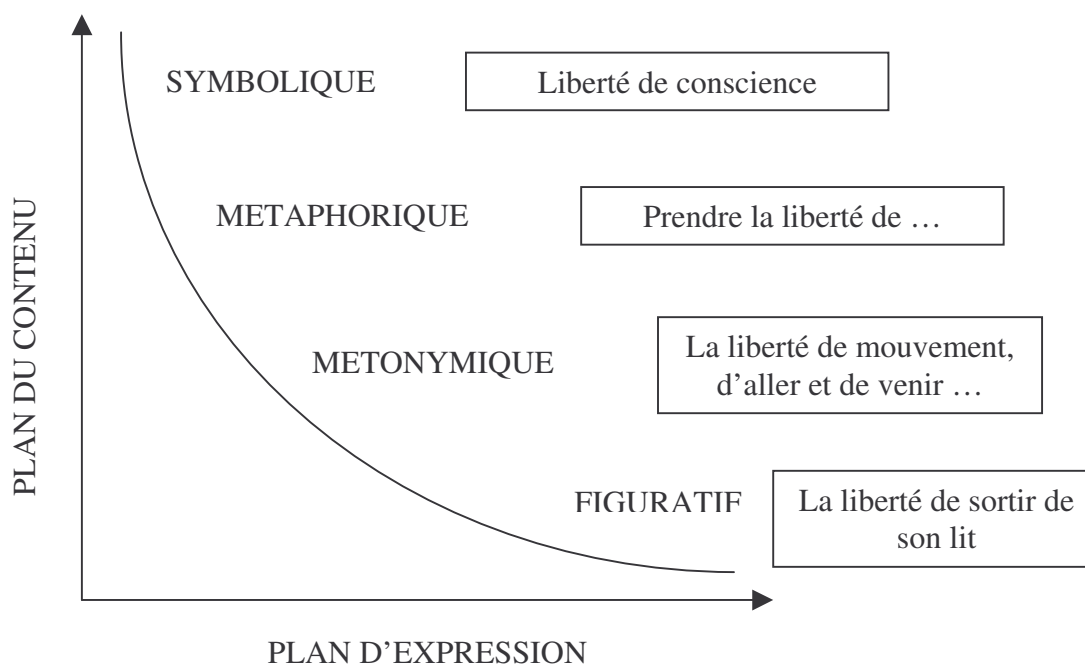 SYMBOLIQUE
Liberté de conscience
METAPHORIQUE
Prendre la liberté de …
METONYMIQUE
La liberté de mouvement,
d’aller et de venir …
FIGURATIF
La liberté de sortir de
son lit
PLAN DU CONTENU
PLAN D’EXPRESSION